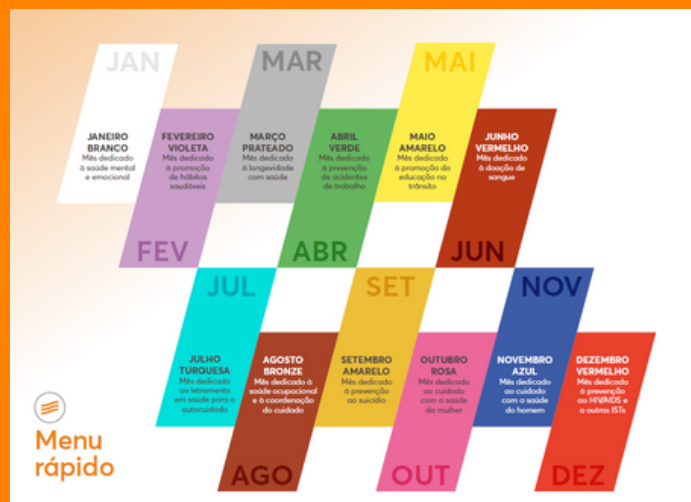 JAN
JANEIRO
BRANCO
Mês dedicado
à saúde mental
e emocional
FEVEREIRO
VIOLETA
Mês dedicado
à promoção
de hábitos
saudáveis
FEV
MAR
MARÇO
PRATEADO
Mês dedicado
à longevidade
com saúde
ABRIL
VERDE
Mês dedicado
à prevenção
de acidentes
de trabalho
ABR
MAI
MAIO
AMARELO
Mês dedicado
à promoção da
educação no
trânsito
JUNHO
VERMELHO
Mês dedicado
à doação de
sangue
JUN
JUL
JULHO
TURQUESA
Mês dedicado
ao letramento
em saúde para o
autocuidado
AGOSTO
BRONZE
Mês dedicado à
saúde ocupacional
e à coordenação
do cuidado
AGO
SET
SETEMBRO
AMARELO
Mês dedicado
à prevenção
ao suicídio
OUTUBRO
ROSA
Mês dedicado
ao cuidado
com a saúde
da mulher
OUT
NOV
NOVEMBRO
AZUL
Mês dedicado
ao cuidado
com a saúde
do homem
DEZEMBRO
VERMELHO
Mês dedicado
à prevenção
ao HIV/AIDS e
a outras ISTs
DEZ
Menu
rápido